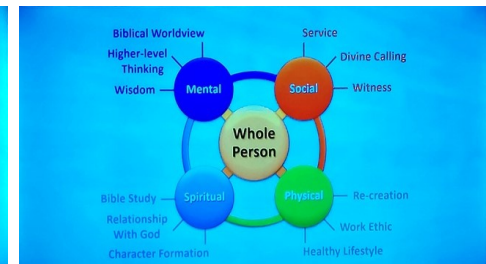 Biblical Worldview
Higher-level
Thinking
Wisdom
Mental
Service
Divine Calling
Witness
Social
Whole
Person
Bible Study
Relationship
With God
Character Formation
Spiritual
Physical
Re-creation
Work Ethic
Healthy Lifestyle